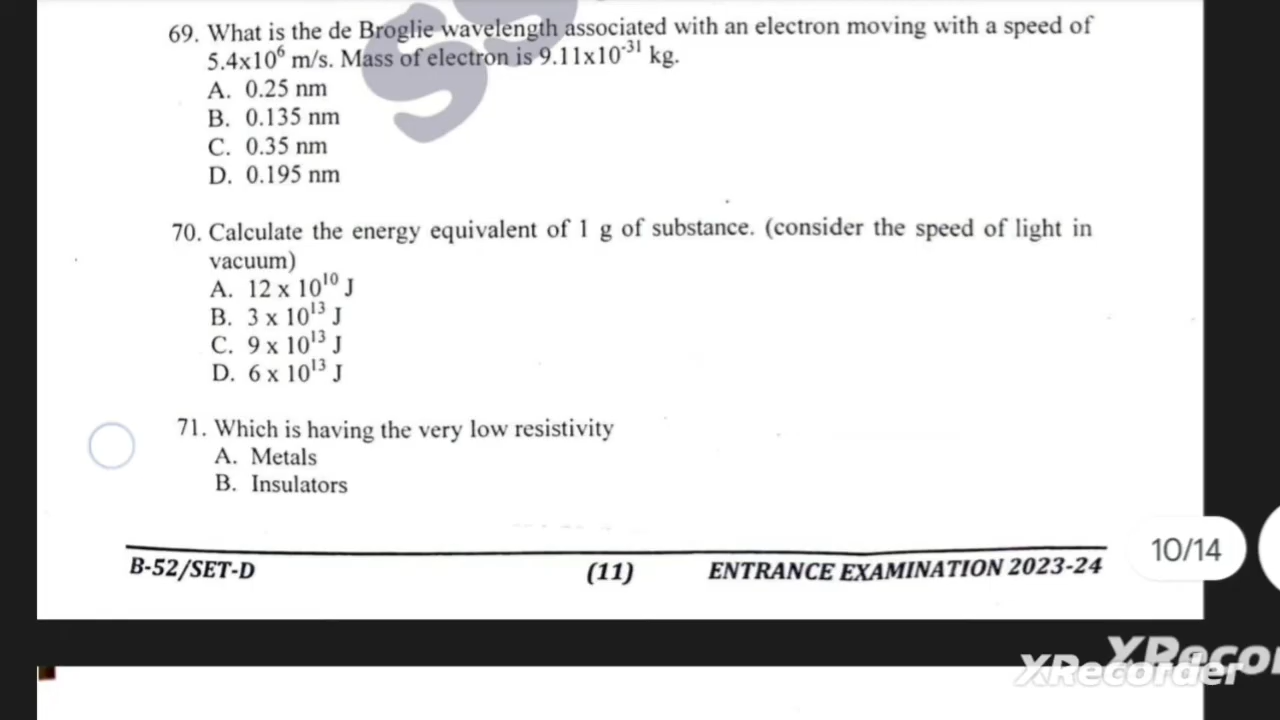 69. What is the de Broglie wavelength associated with an electron moving with a speed of
5.4x10⁶ m/s. Mass of electron is 9.11x10⁻³¹ kg.
A. 0.25 nm
B. 0.135 nm
C. 0.35 nm
D. 0.195 nm
70. Calculate the energy equivalent of 1 g of substance. (consider the speed of light in
vacuum)
A. 12 x 10¹⁰ J
B. 3 x 10¹³ J
C. 9 x 10¹³ J
D. 6 x 10¹³ J
71. Which is having the very low resistivity
A. Metals
B. Insulators
B-52/SET-D (11) ENTRANCE EXAMINATION 2023-24
10/14
XRecorder